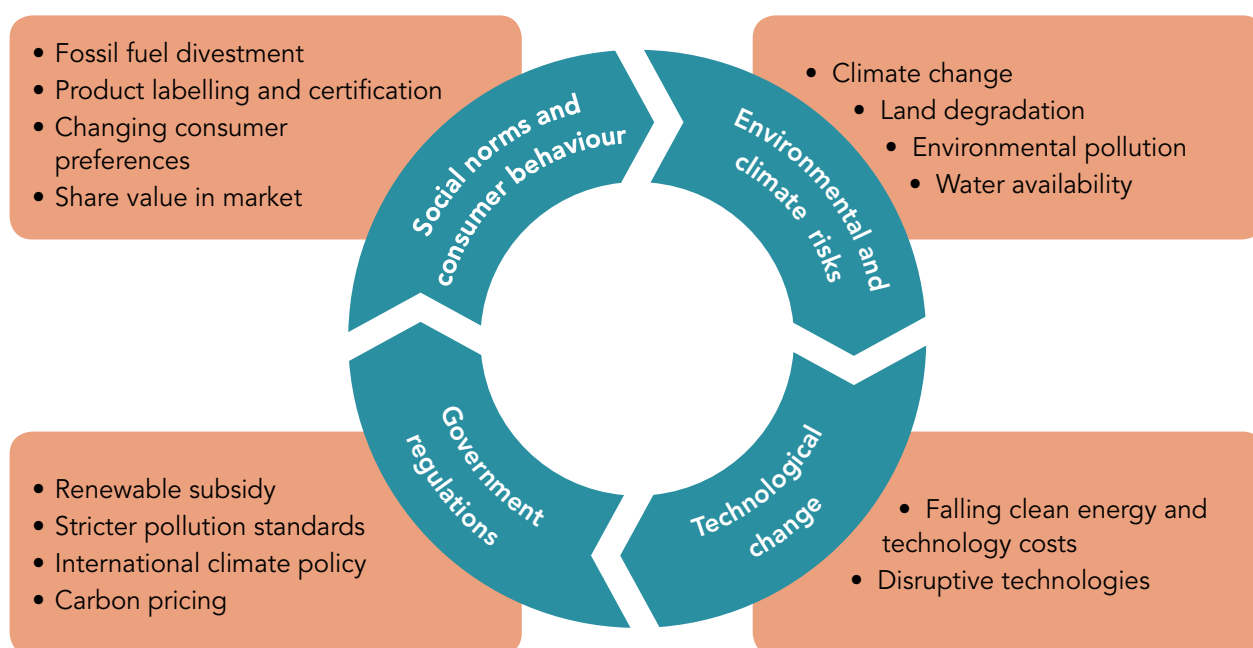 • Fossil fuel divestment
• Product labelling and certification
• Changing consumer
preferences
• Share value in market
Social norms and
consumer behaviour
Environmental and
climate risks
• Climate change
• Land degradation
• Environmental pollution
• Water availability
• Renewable subsidy
• Stricter pollution standards
• International climate policy
• Carbon pricing
Government
regulations
Technological
change
• Falling clean energy and
technology costs
• Disruptive technologies